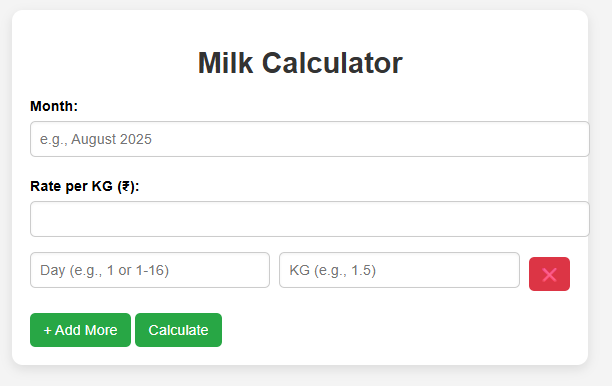 Milk Calculator
Month:
e.g., August 2025
Rate per KG (₹):
Day (e.g., 1 or 1-16) KG (e.g., 1.5) ✕
+ Add More Calculate